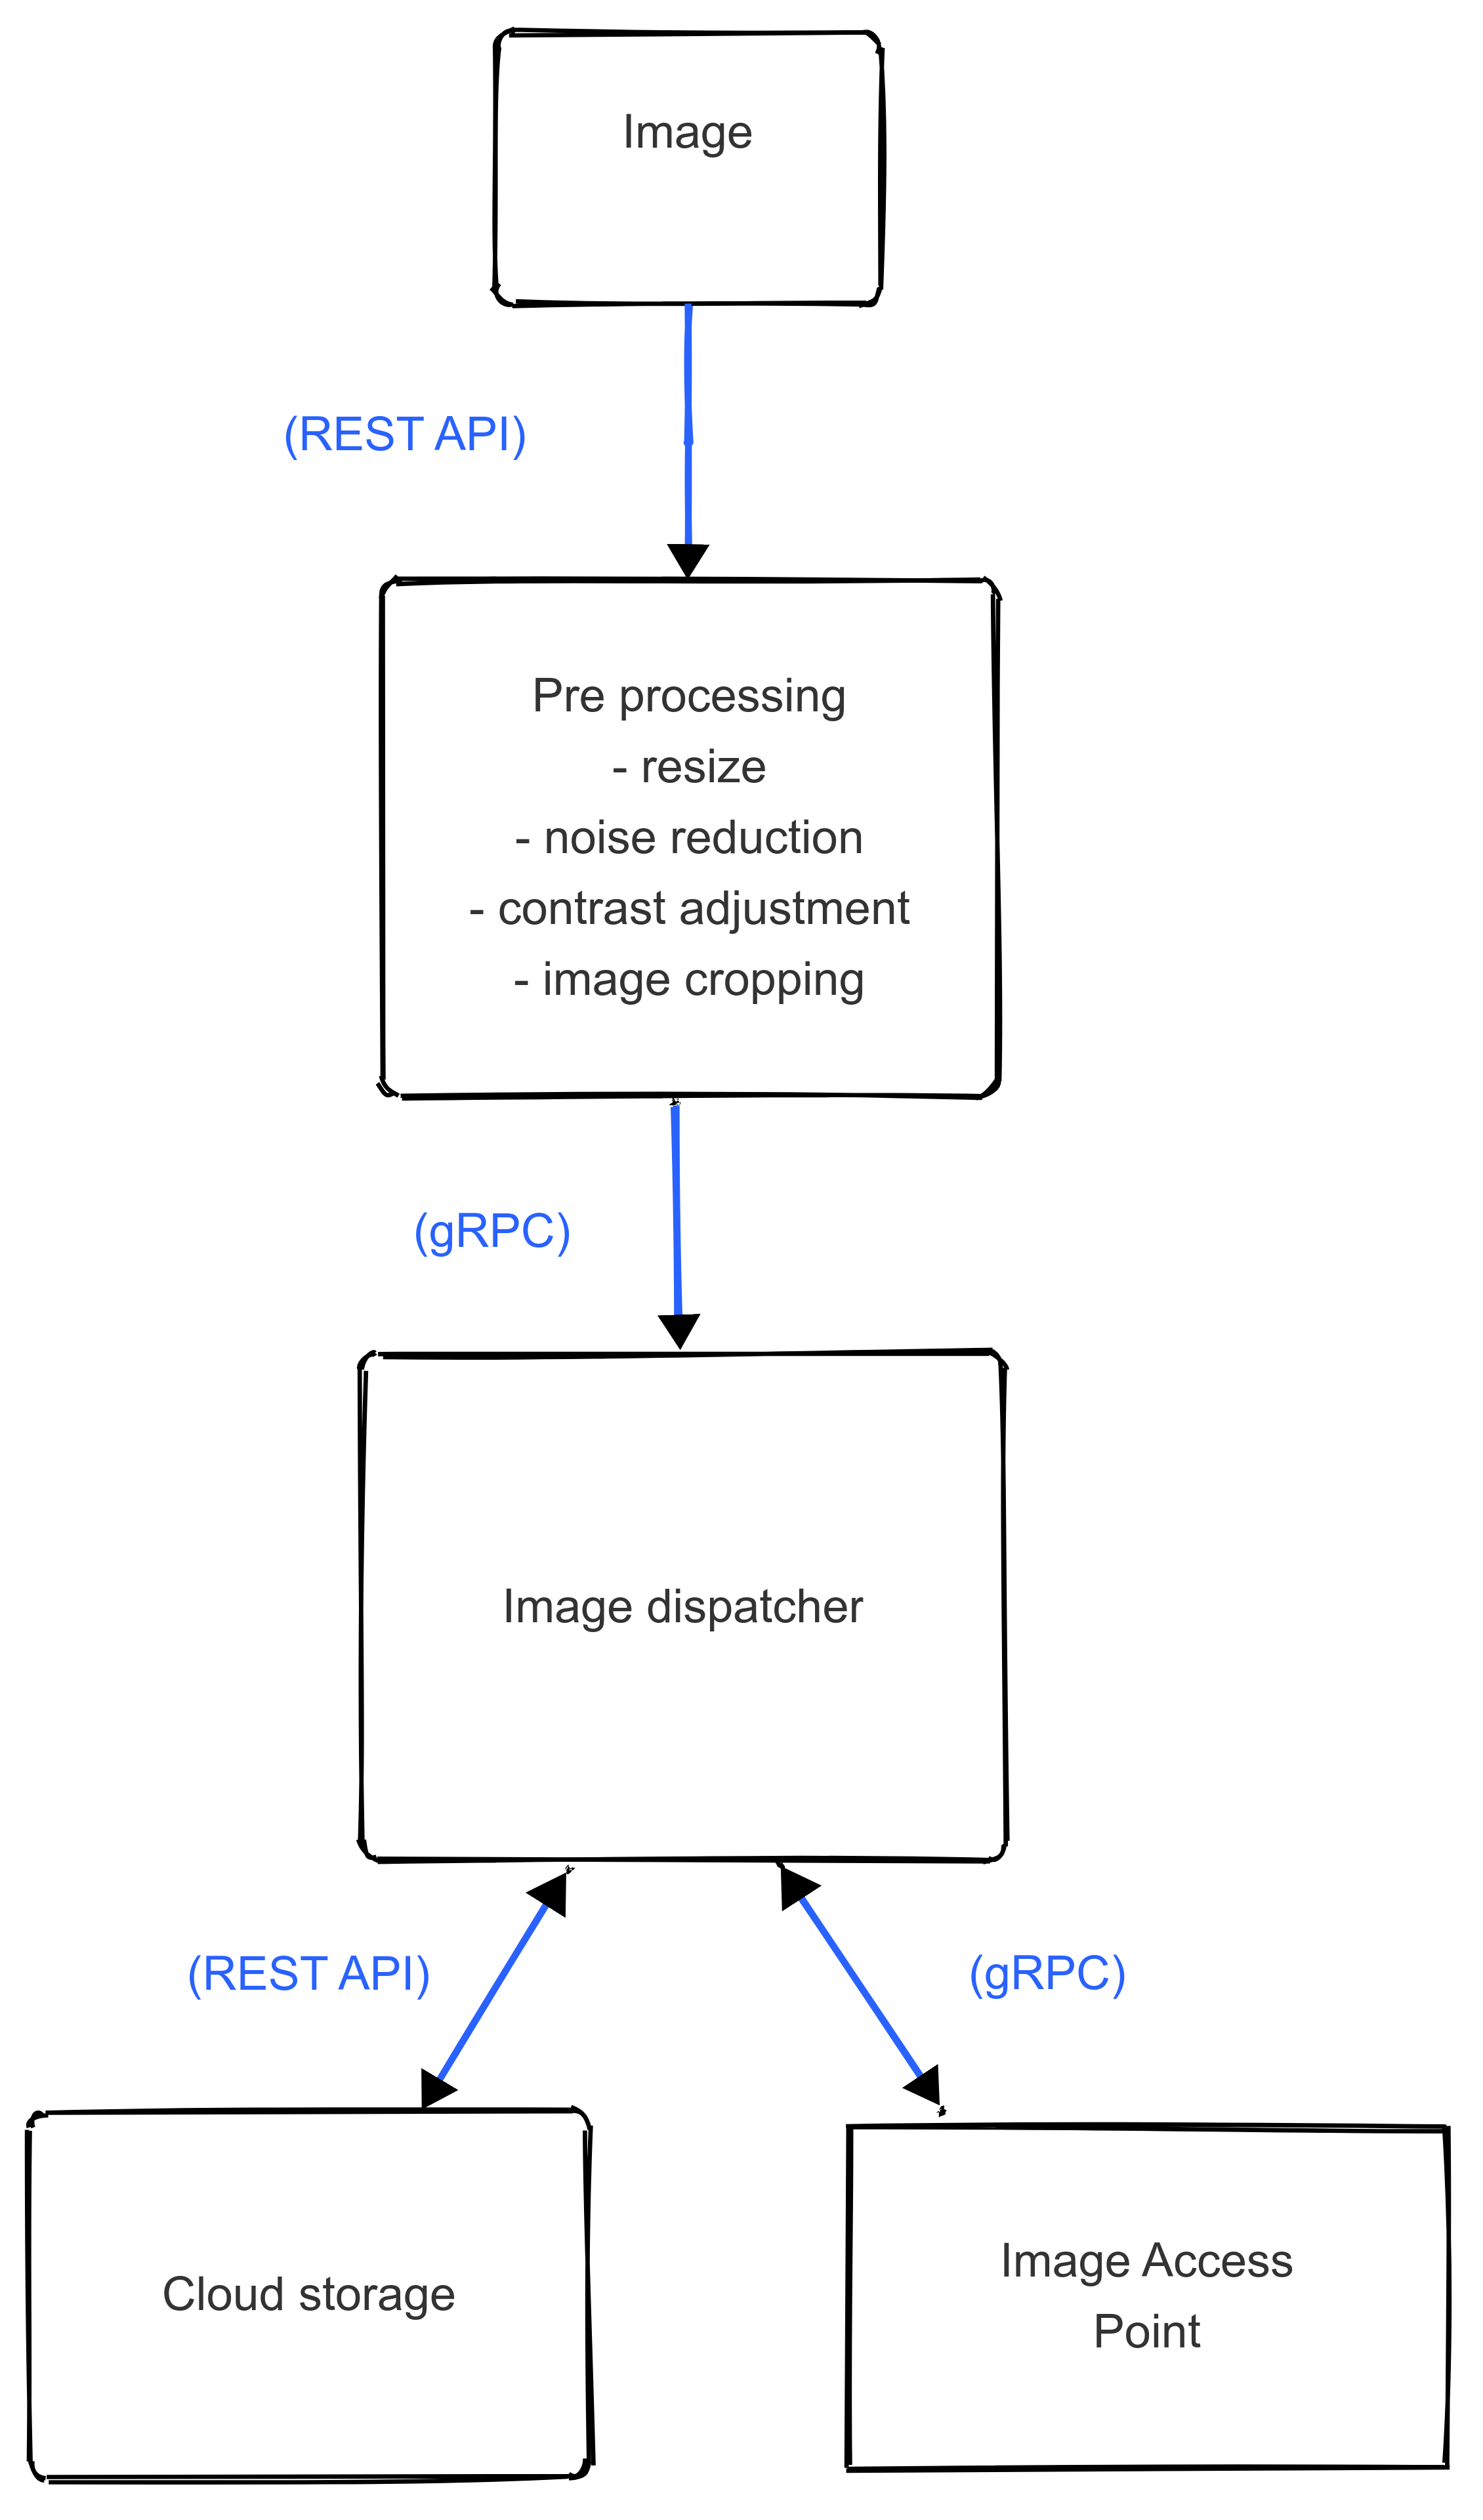 Image
(REST API)
Pre processing
- resize
- noise reduction
- contrast adjustment
- image cropping
(gRPC)
Image dispatcher
(REST API)
(gRPC)
Cloud storage
Image Access
Point